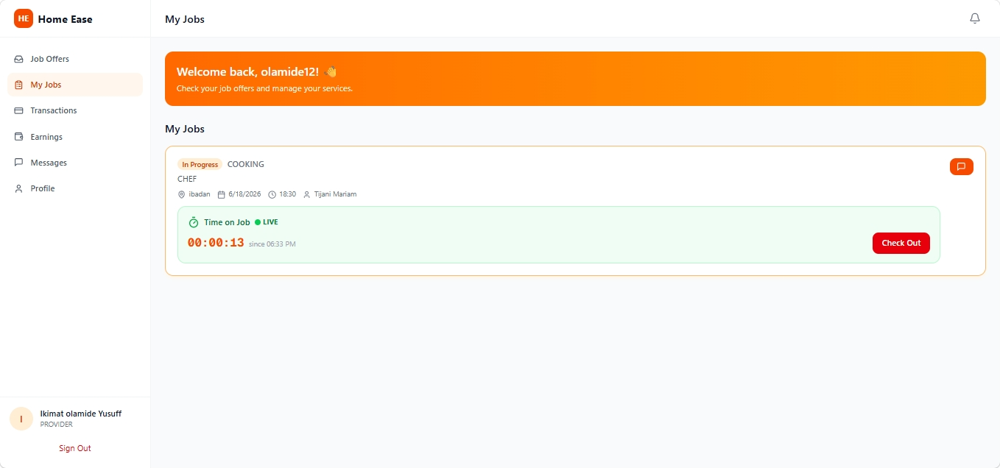 HE Home Ease
My Jobs
Job Offers
My Jobs
Transactions
Earnings
Messages
Profile
Welcome back, olamide12! 👋
Check your job offers and manage your services.
My Jobs
In Progress COOKING
CHEF
ibadan 6/18/2026 18:30 Tijani Mariam
Time on Job LIVE
00:00:13 since 06:33 PM
Check Out
I
Ikimat olamide Yusuff
PROVIDER
Sign Out